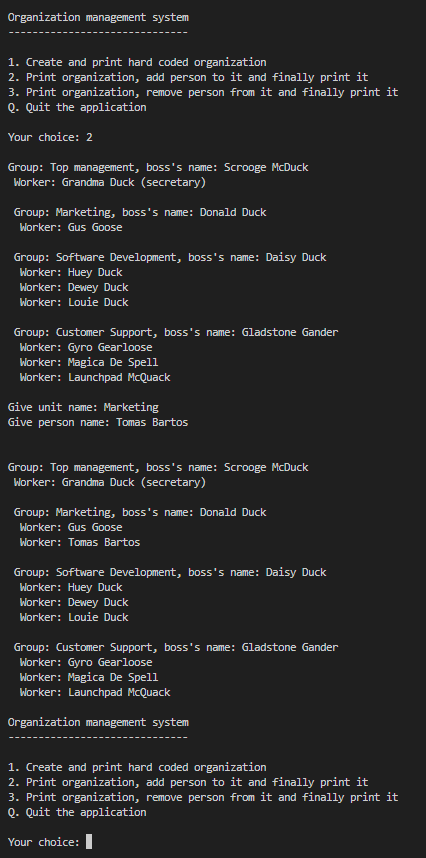 Organization management system
------------------------------
1. Create and print hard coded organization
2. Print organization, add person to it and finally print it
3. Print organization, remove person from it and finally print it
Q. Quit the application
Your choice: 2
Group: Top management, boss's name: Scrooge McDuck
Worker: Grandma Duck (secretary)
Group: Marketing, boss's name: Donald Duck
Worker: Gus Goose
Group: Software Development, boss's name: Daisy Duck
Worker: Huey Duck
Worker: Dewey Duck
Worker: Louie Duck
Group: Customer Support, boss's name: Gladstone Gander
Worker: Gyro Gearloose
Worker: Magica De Spell
Worker: Launchpad McQuack
Give unit name: Marketing
Give person name: Tomas Bartos
Group: Top management, boss's name: Scrooge McDuck
Worker: Grandma Duck (secretary)
Group: Marketing, boss's name: Donald Duck
Worker: Gus Goose
Worker: Tomas Bartos
Group: Software Development, boss's name: Daisy Duck
Worker: Huey Duck
Worker: Dewey Duck
Worker: Louie Duck
Group: Customer Support, boss's name: Gladstone Gander
Worker: Gyro Gearloose
Worker: Magica De Spell
Worker: Launchpad McQuack
Organization management system
------------------------------
1. Create and print hard coded organization
2. Print organization, add person to it and finally print it
3. Print organization, remove person from it and finally print it
Q. Quit the application
Your choice: